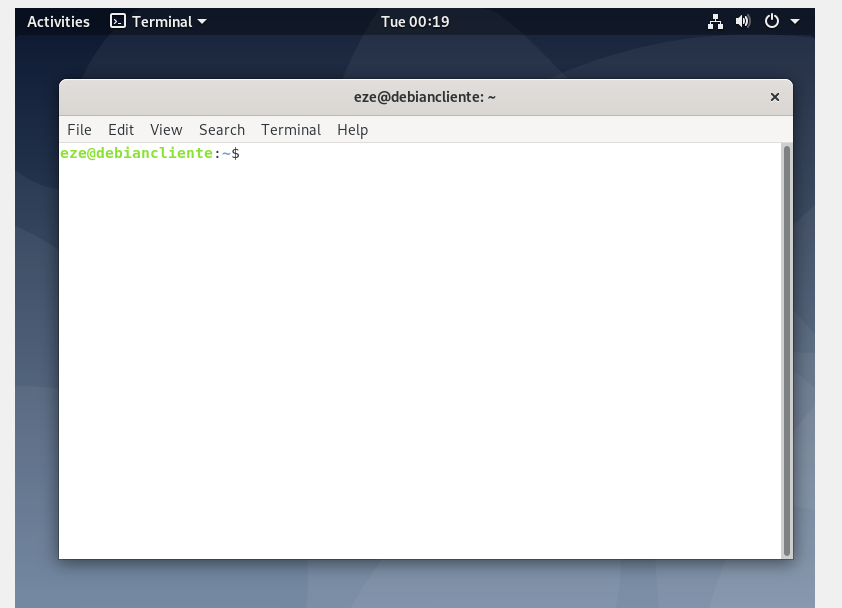 Activities Terminal Tue 00:19
eze@debiancliente: ~
File Edit View Search Terminal Help
eze@debiancliente:~$